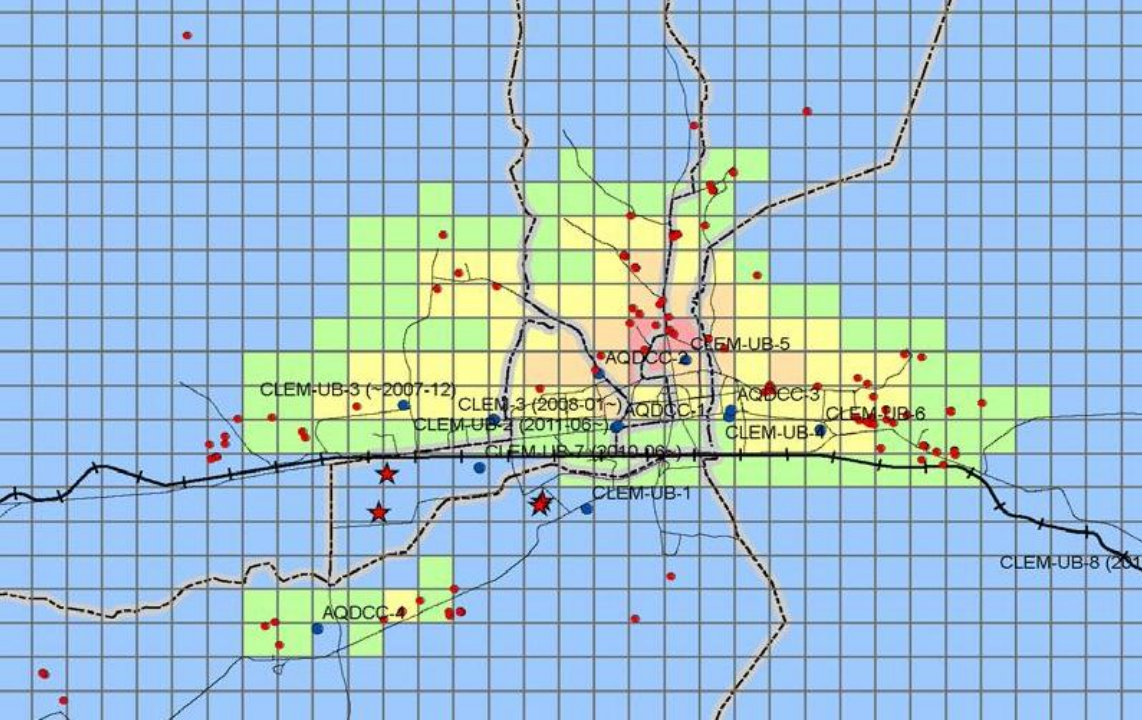 CLEM-UB-5
AQDCC-2
CLEM-UB-3 (~2007-12)
AQDCC-3
CLEM-3 (2008-01~)
AQDCC-1
CLEM-UB-6
CLEM-UB-2 (2011-06~)
CLEM-UB-4
CLEM-UB-7 (2010-06~)
CLEM-UB-1
CLEM-UB-8 (201
AQDCC-4